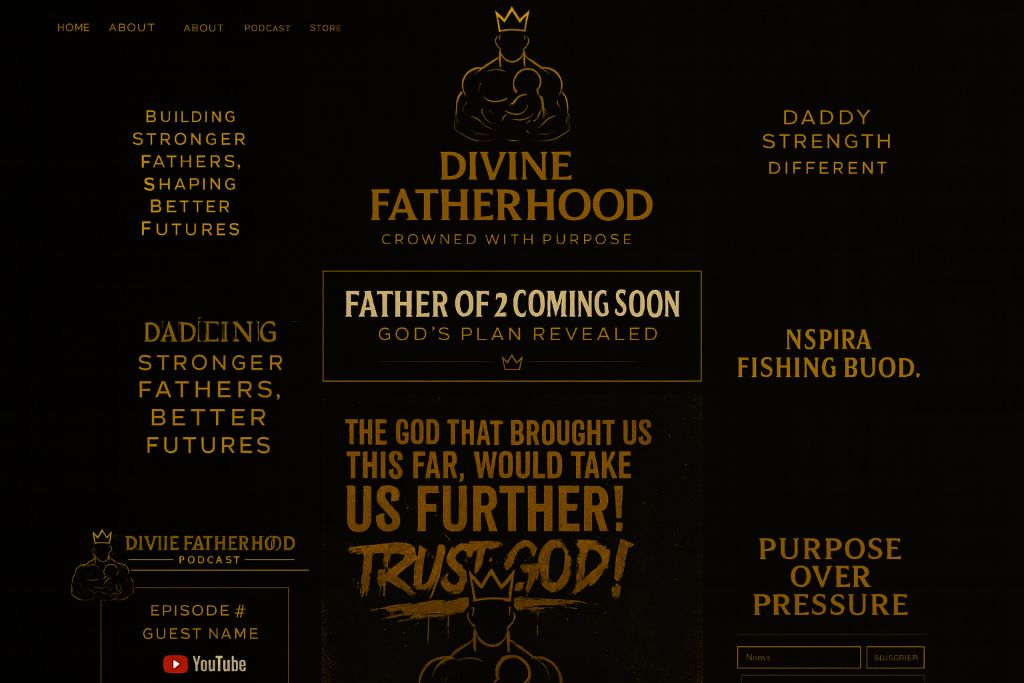 HOME ABOUT ABOUT PODCAST STORE
BUILDING
STRONGER
FATHERS,
SHAPING
BETTER
FUTURES
DIVINE
FATHERHOOD
CROWNED WITH PURPOSE
DADDY
STRENGTH
DIFFERENT
FATHER OF 2 COMING SOON
GOD'S PLAN REVEALED
STRONGER
FATHERS,
BETTER
FUTURES
NSPIRA
FISHING BUOD.
THE GOD THAT BROUGHT US
THIS FAR, WOULD TAKE
US FURTHER!
TRUST GOD!
DIVIIE FATHERHOOD
PODCAST
EPISODE #
GUEST NAME
YouTube
PURPOSE
OVER
PRESSURE
Noms
SLUSCRIER